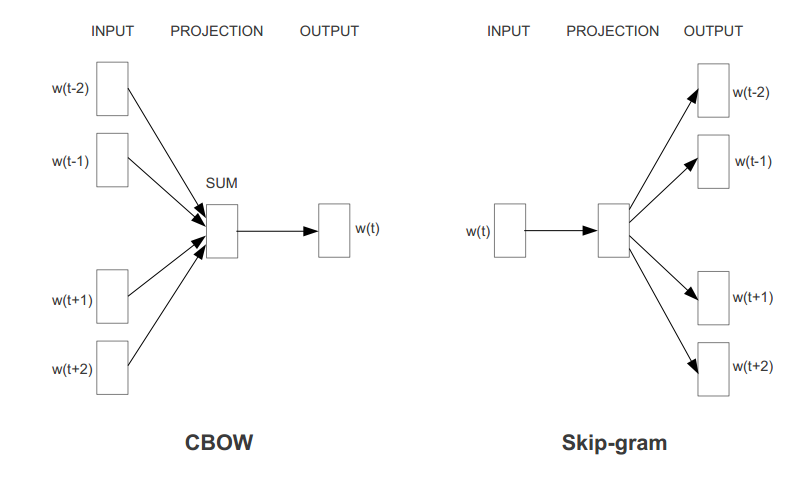 INPUT PROJECTION OUTPUT
w(t-2)
w(t-1)
SUM
w(t)
w(t+1)
w(t+2)
CBOW
INPUT PROJECTION OUTPUT
w(t-2)
w(t-1)
w(t)
w(t+1)
w(t+2)
Skip-gram